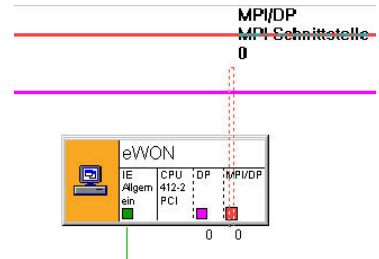 MPI/DP
MPI Schnittstelle
0
eWON
IE Allgem ein
CPU 412-2 PCI
DP
MPI/DP
0 0